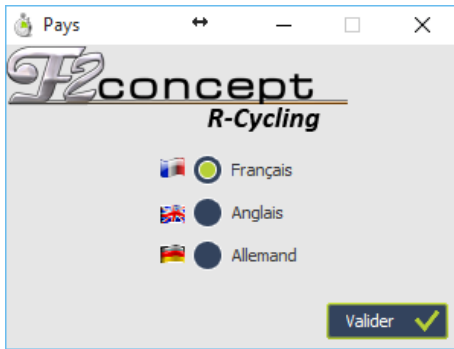 Pays
F2concept
R-Cycling
Français
Anglais
Allemand
Valider